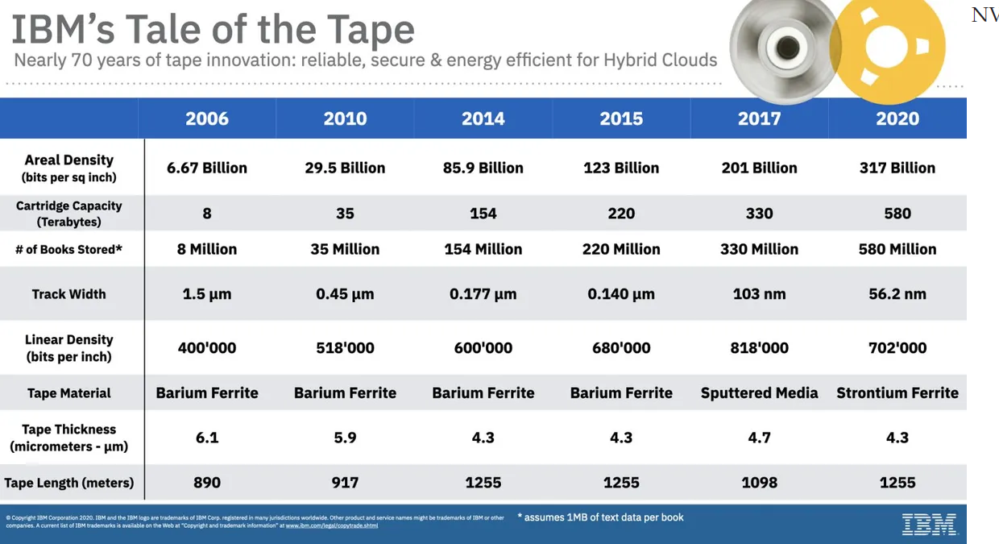 IBM's Tale of the Tape
NV
Nearly 70 years of tape innovation: reliable, secure & energy efficient for Hybrid Clouds
2006 2010 2014 2015 2017 2020
Areal Density
(bits per sq inch) 6.67 Billion 29.5 Billion 85.9 Billion 123 Billion 201 Billion 317 Billion
Cartridge Capacity
(Terabytes) 8 35 154 220 330 580
# of Books Stored* 8 Million 35 Million 154 Million 220 Million 330 Million 580 Million
Track Width 1.5 µm 0.45 µm 0.177 µm 0.140 µm 103 nm 56.2 nm
Linear Density
(bits per inch) 400'000 518'000 600'000 680'000 818'000 702'000
Tape Material Barium Ferrite Barium Ferrite Barium Ferrite Barium Ferrite Sputtered Media Strontium Ferrite
Tape Thickness
(micrometers - µm) 6.1 5.9 4.3 4.3 4.7 4.3
Tape Length (meters) 890 917 1255 1255 1098 1255
© Copyright IBM Corporation 2020. IBM and the IBM logo are trademarks of IBM Corp. registered in many jurisdictions worldwide. Other product and service names might be trademarks of IBM or other
companies. A current list of IBM trademarks is available on the Web at "Copyright and trademark information" at www.ibm.com/legal/copytrade.shtml
* assumes 1MB of text data per book
IBM